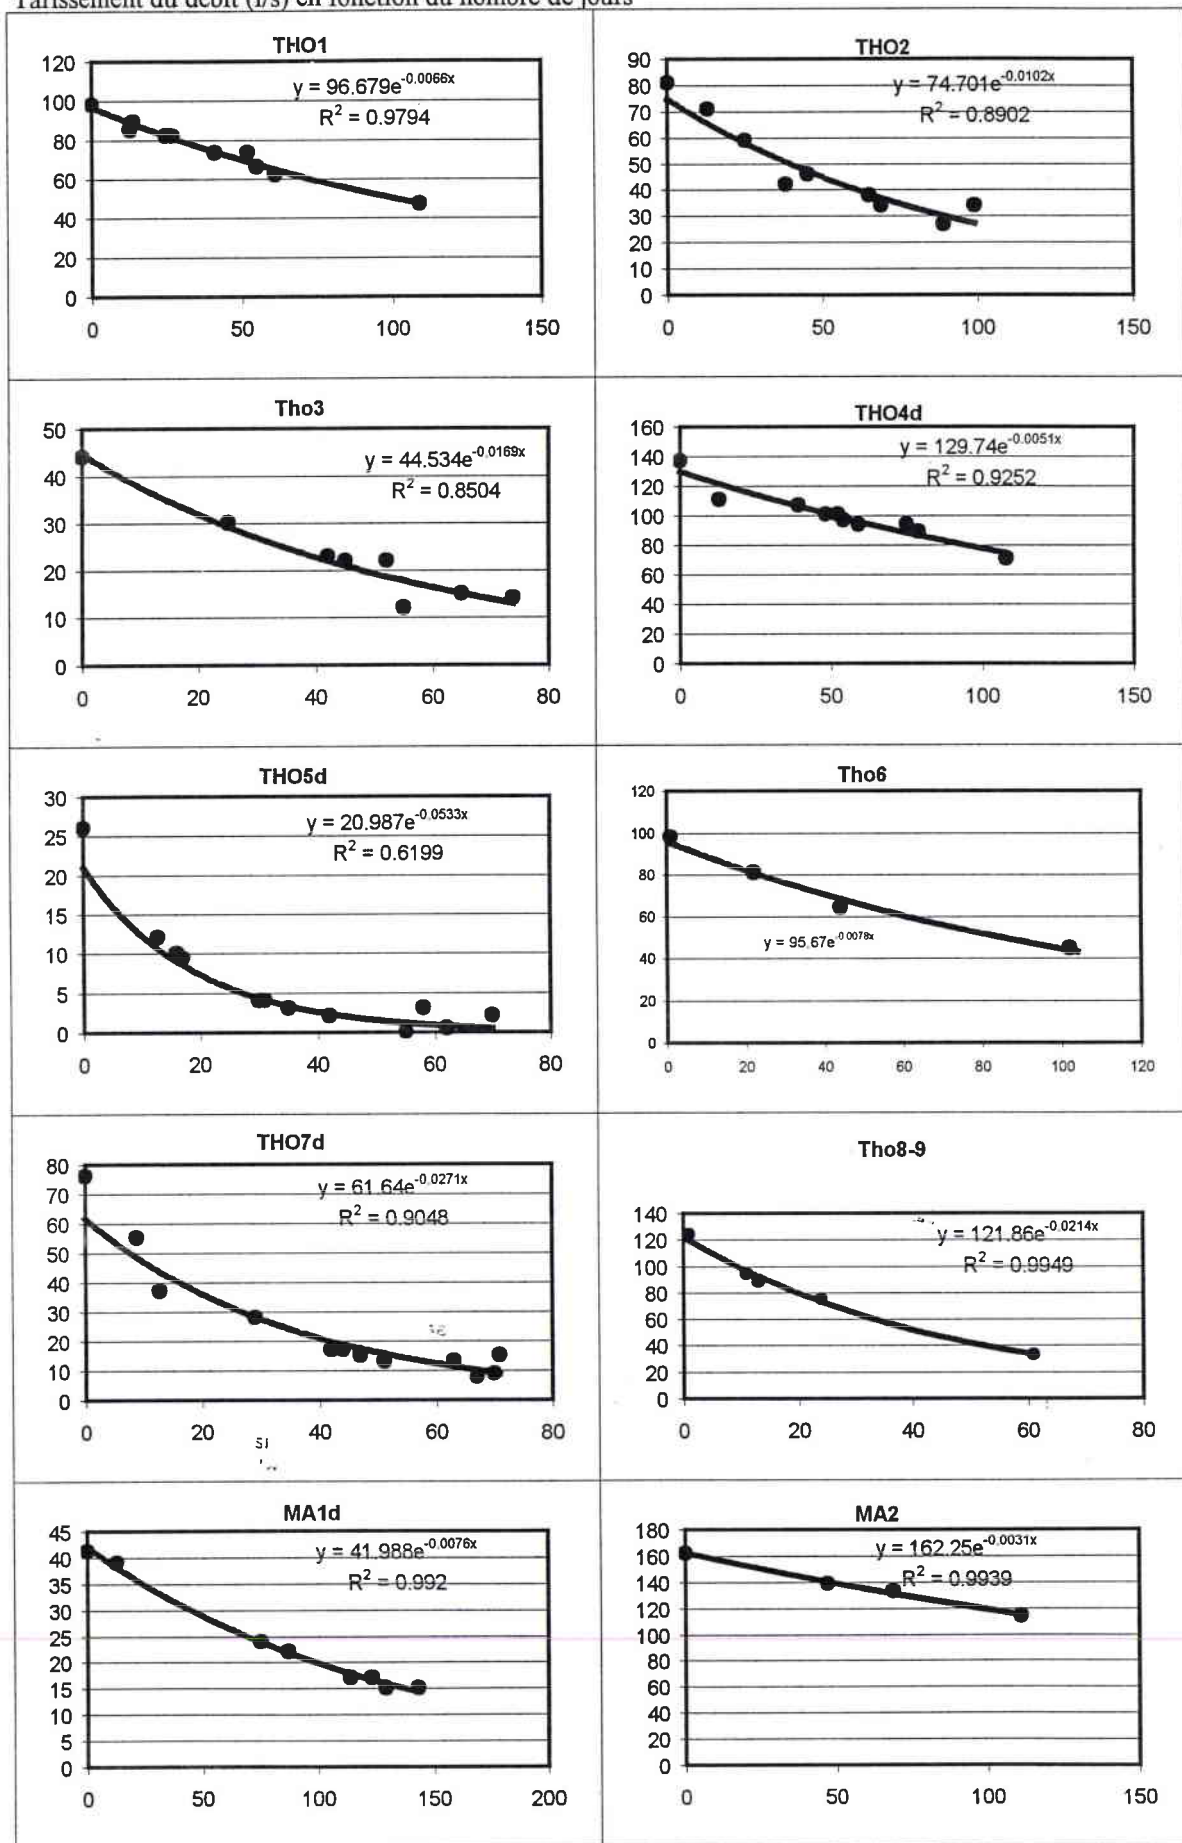 Tarissement du débit (l/s) en fonction du nombre de jours
THO1
y = 96.679e^-0.0066x
R² = 0.9794
120
100
80
60
40
20
0
0 50 100 150
THO2
y = 74.701e^-0.0102x
R² = 0.8902
90
80
70
60
50
40
30
20
10
0
0 50 100 150
Tho3
y = 44.534e^-0.0169x
R² = 0.8504
50
40
30
20
10
0
0 20 40 60 80
THO4d
y = 129.74e^-0.0051x
R² = 0.9252
160
140
120
100
80
60
40
20
0
0 50 100 150
THO5d
y = 20.987e^-0.0533x
R² = 0.6199
30
25
20
15
10
5
0
0 20 40 60 80
Tho6
y = 95.67e^-0.0078x
120
100
80
60
40
20
0
0 20 40 60 80 100 120
THO7d
y = 61.64e^-0.0271x
R² = 0.9048
80
70
60
50
40
30
20
10
0
0 20 40 60 80
Tho8-9
y = 121.86e^-0.0214x
R² = 0.9949
140
120
100
80
60
40
20
0
0 20 40 60 80
MA1d
y = 41.988e^-0.0076x
R² = 0.992
45
40
35
30
25
20
15
10
5
0
0 50 100 150 200
MA2
y = 162.25e^-0.0031x
R² = 0.9939
180
160
140
120
100
80
60
40
20
0
0 50 100 150